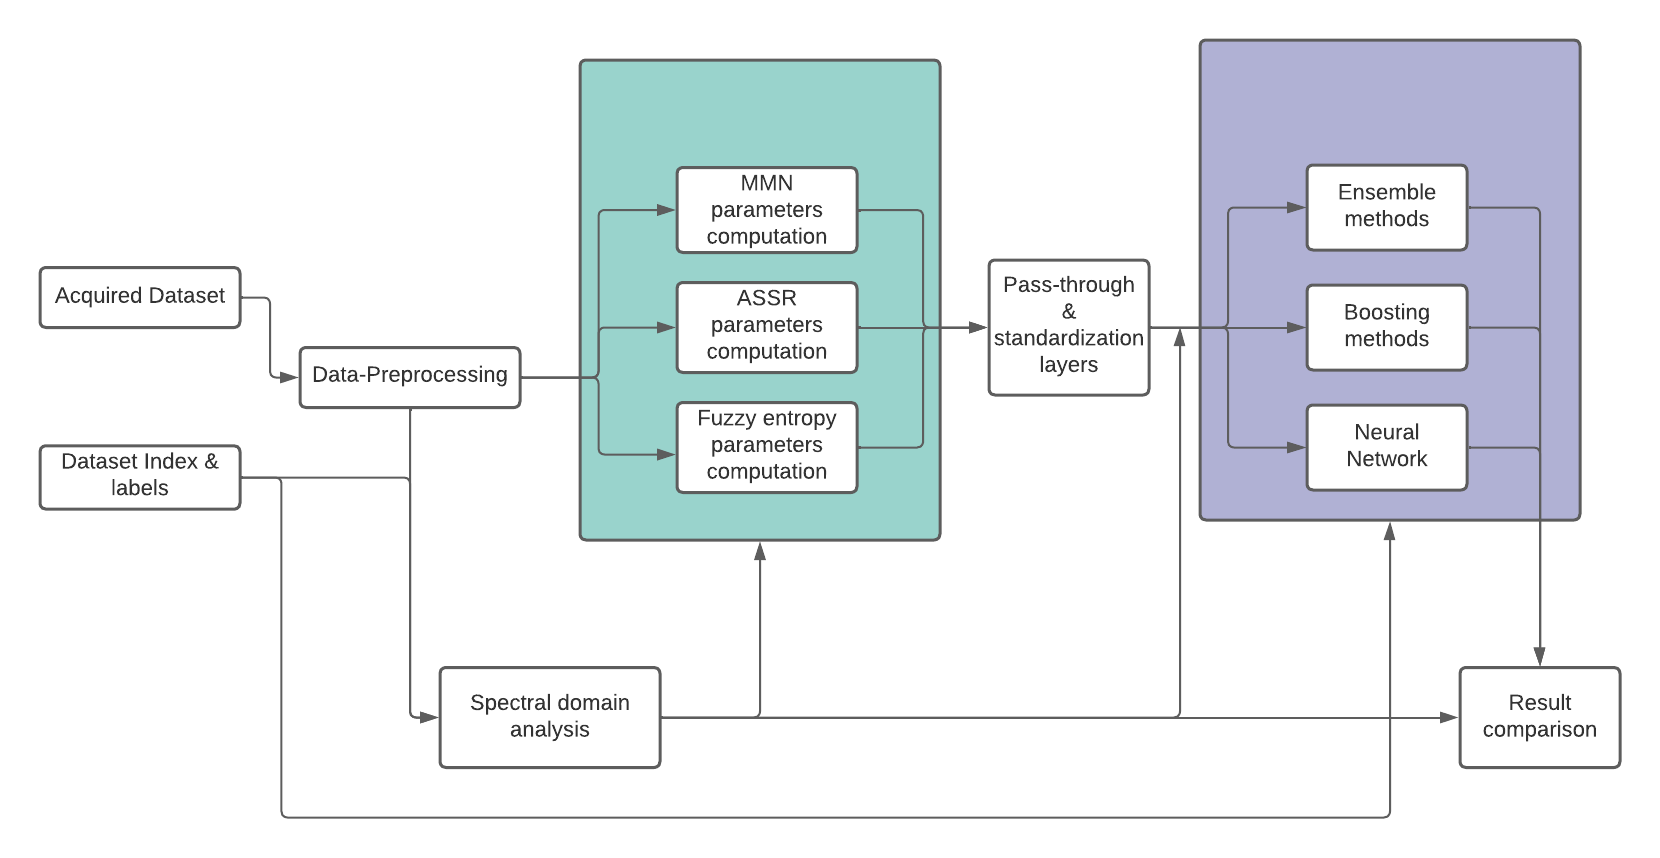 Acquired Dataset
Data-Preprocessing
Dataset Index &
labels
MMN
parameters
computation
ASSR
parameters
computation
Fuzzy entropy
parameters
computation
Pass-through
&
standardization
layers
Ensemble
methods
Boosting
methods
Neural
Network
Spectral domain
analysis
Result
comparison